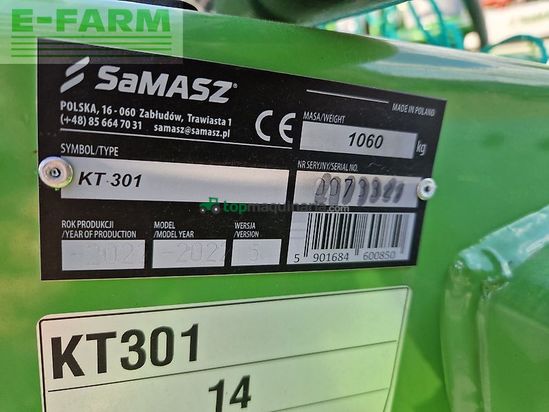 E-FARM
SaMASZ
POLSKA, 16 - 060 Zabłudów, Trawiasta 1
(+48) 85 664 70 31 samasz@samasz.pl
CE
MASA/WEIGHT
MADE IN POLAND
1060 kg
SYMBOL/TYPE
KT 301
NR SERYJNY/SERIAL NO.
topmaquinaria.com
ROK PRODUKCJI
/YEAR OF PRODUCTION
MODEL
/MODEL YEAR
WERSJA
/VERSION
5 901684 600850
KT301
14